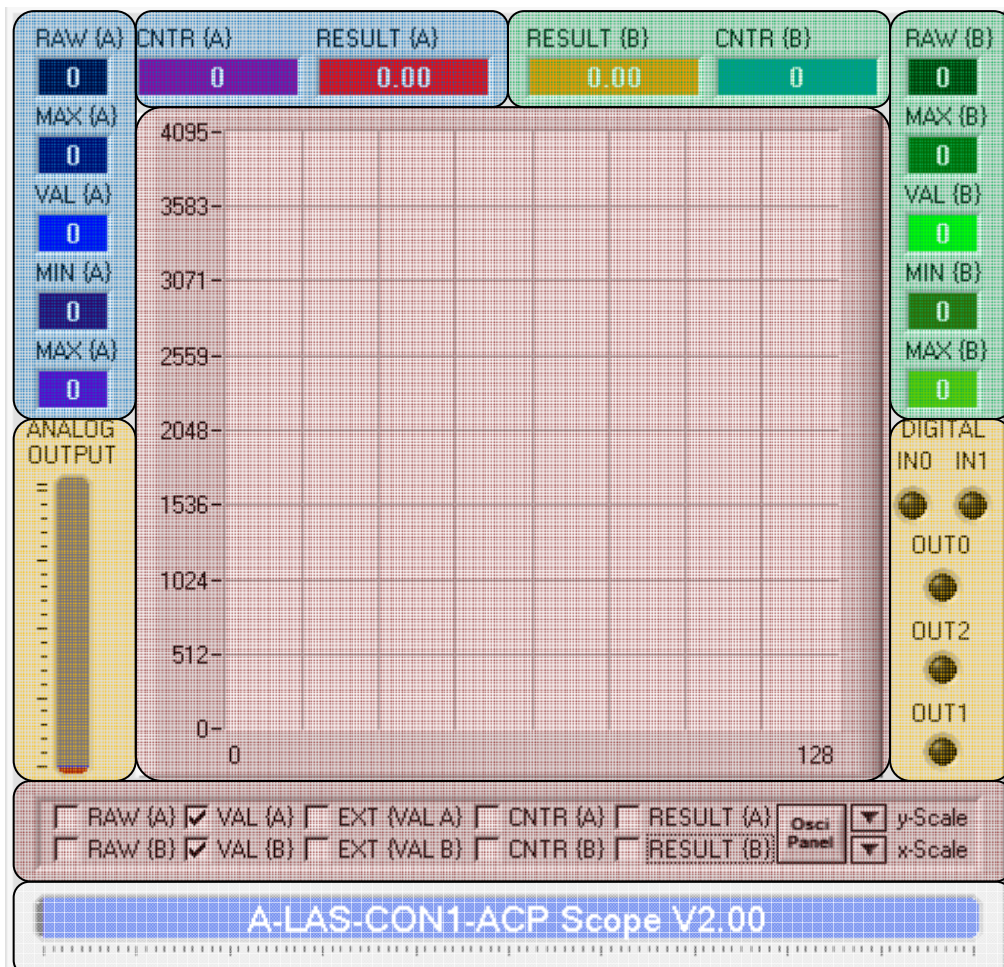 RAW {A} CNTR {A} RESULT {A} RESULT {B} CNTR {B} RAW {B}
0 0 0.00 0.00 0 0
MAX {A} MAX {B}
0 0
VAL {A} VAL {B}
0 0
MIN {A} MIN {B}
0 0
MAX {A} MAX {B}
0 0
4095
3583
3071
2559
2048
1536
1024
512
0
0 128
ANALOG
OUTPUT
DIGITAL
IN0 IN1
OUT0
OUT2
OUT1
RAW {A} VAL {A} EXT {VAL A} CNTR {A} RESULT {A}
RAW {B} VAL {B} EXT {VAL B} CNTR {B} RESULT {B}
Osci
Panel
y-Scale
x-Scale
A-LAS-CON1-ACP Scope V2.00